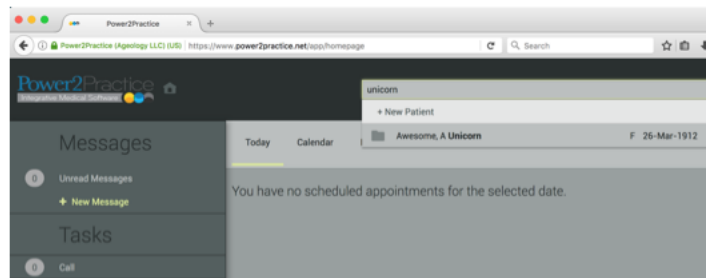 Power2Practice
Power2Practice (Ageology LLC) (US) https://www.power2practice.net/app/homepage
Search
Power2Practice
Integrative Medical Software
unicorn
+ New Patient
Awesome, A Unicorn F 26-Mar-1912
Messages
Today Calendar
0 Unread Messages
You have no scheduled appointments for the selected date.
+ New Message
Tasks
0 Call